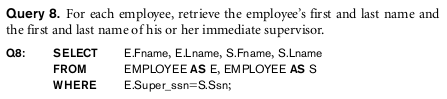 Query 8. For each employee, retrieve the employee's first and last name and
the first and last name of his or her immediate supervisor.
Q8: SELECT E.Fname, E.Lname, S.Fname, S.Lname
FROM EMPLOYEE AS E, EMPLOYEE AS S
WHERE E.Super_ssn=S.Ssn;